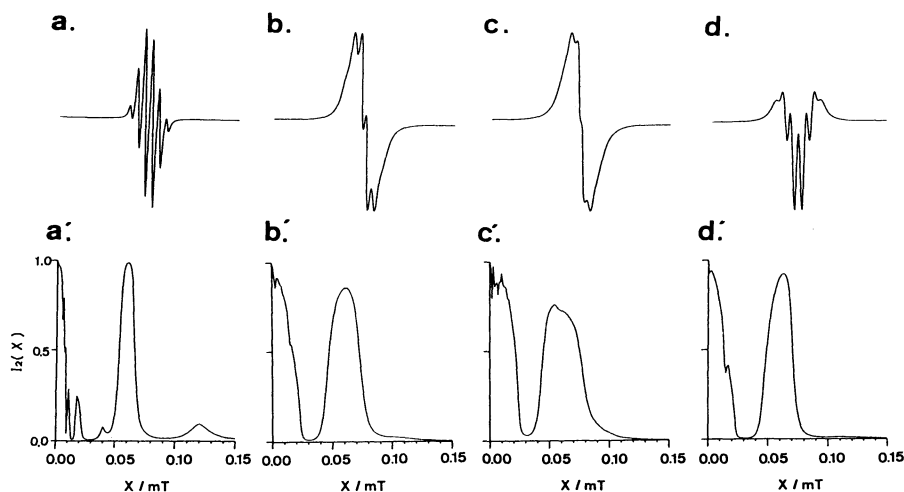 a. b. c. d.
a´. b´. c´. d´.
1.0
0.5
0.0
I₂(X)
0.00 0.05 0.10 0.15 0.00 0.05 0.10 0.15 0.00 0.05 0.10 0.15 0.00 0.05 0.10 0.15
X / mT X / mT X / mT X / mT